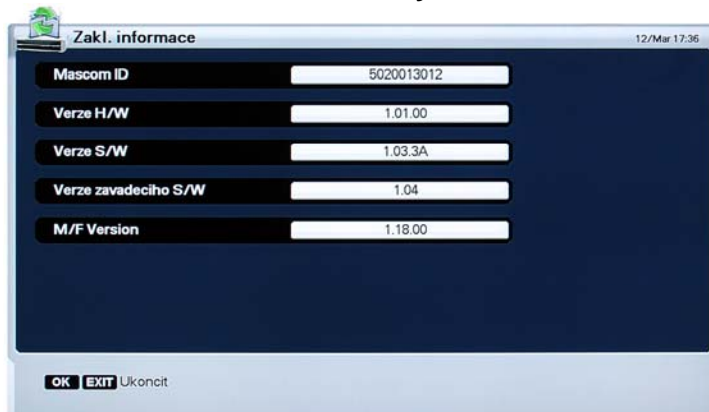 Zakl. informace 12/Mar 17:36
Mascom ID 5020013012
Verze H/W 1.01.00
Verze S/W 1.03.3A
Verze zavadeciho S/W 1.04
M/F Version 1.18.00
OK EXIT Ukoncit